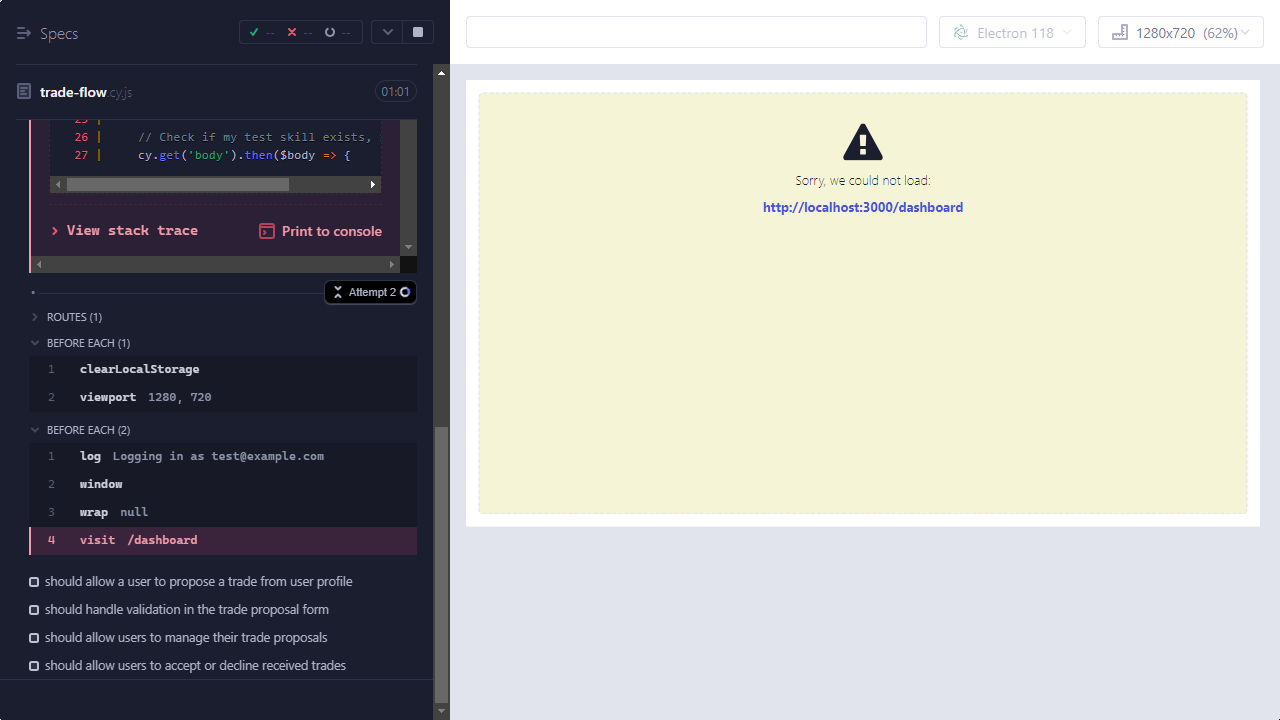 Specs
--
--
--
Electron 118
1280x720 (62%)
trade-flow.cy.js
01:01
25 |
26 | // Check if my test skill exists,
27 | cy.get('body').then($body => {
View stack trace
Print to console
Attempt 2
ROUTES (1)
BEFORE EACH (1)
1 clearLocalStorage
2 viewport 1280, 720
BEFORE EACH (2)
1 log Logging in as test@example.com
2 window
3 wrap null
4 visit /dashboard
should allow a user to propose a trade from user profile
should handle validation in the trade proposal form
should allow users to manage their trade proposals
should allow users to accept or decline received trades
Sorry, we could not load:
http://localhost:3000/dashboard